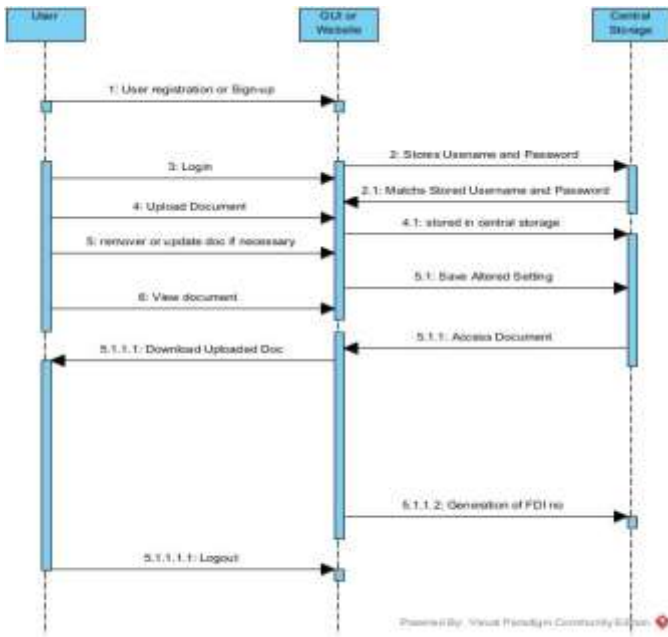 User
GUI or
Website
Central
Storage
1: User registration or Sign-up
2: Stores Username and Password
3: Login
2.1: Matchs Stored Username and Password
4: Upload Document
4.1: stored in central storage
5: remover or update doc if necessary
5.1: Save Altered Setting
6: View document
5.1.1: Access Document
5.1.1.1: Download Uploaded Doc
5.1.1.2: Generation of FDI no
5.1.1.1.1: Logout
Powered By: Visual Paradigm Community Edition